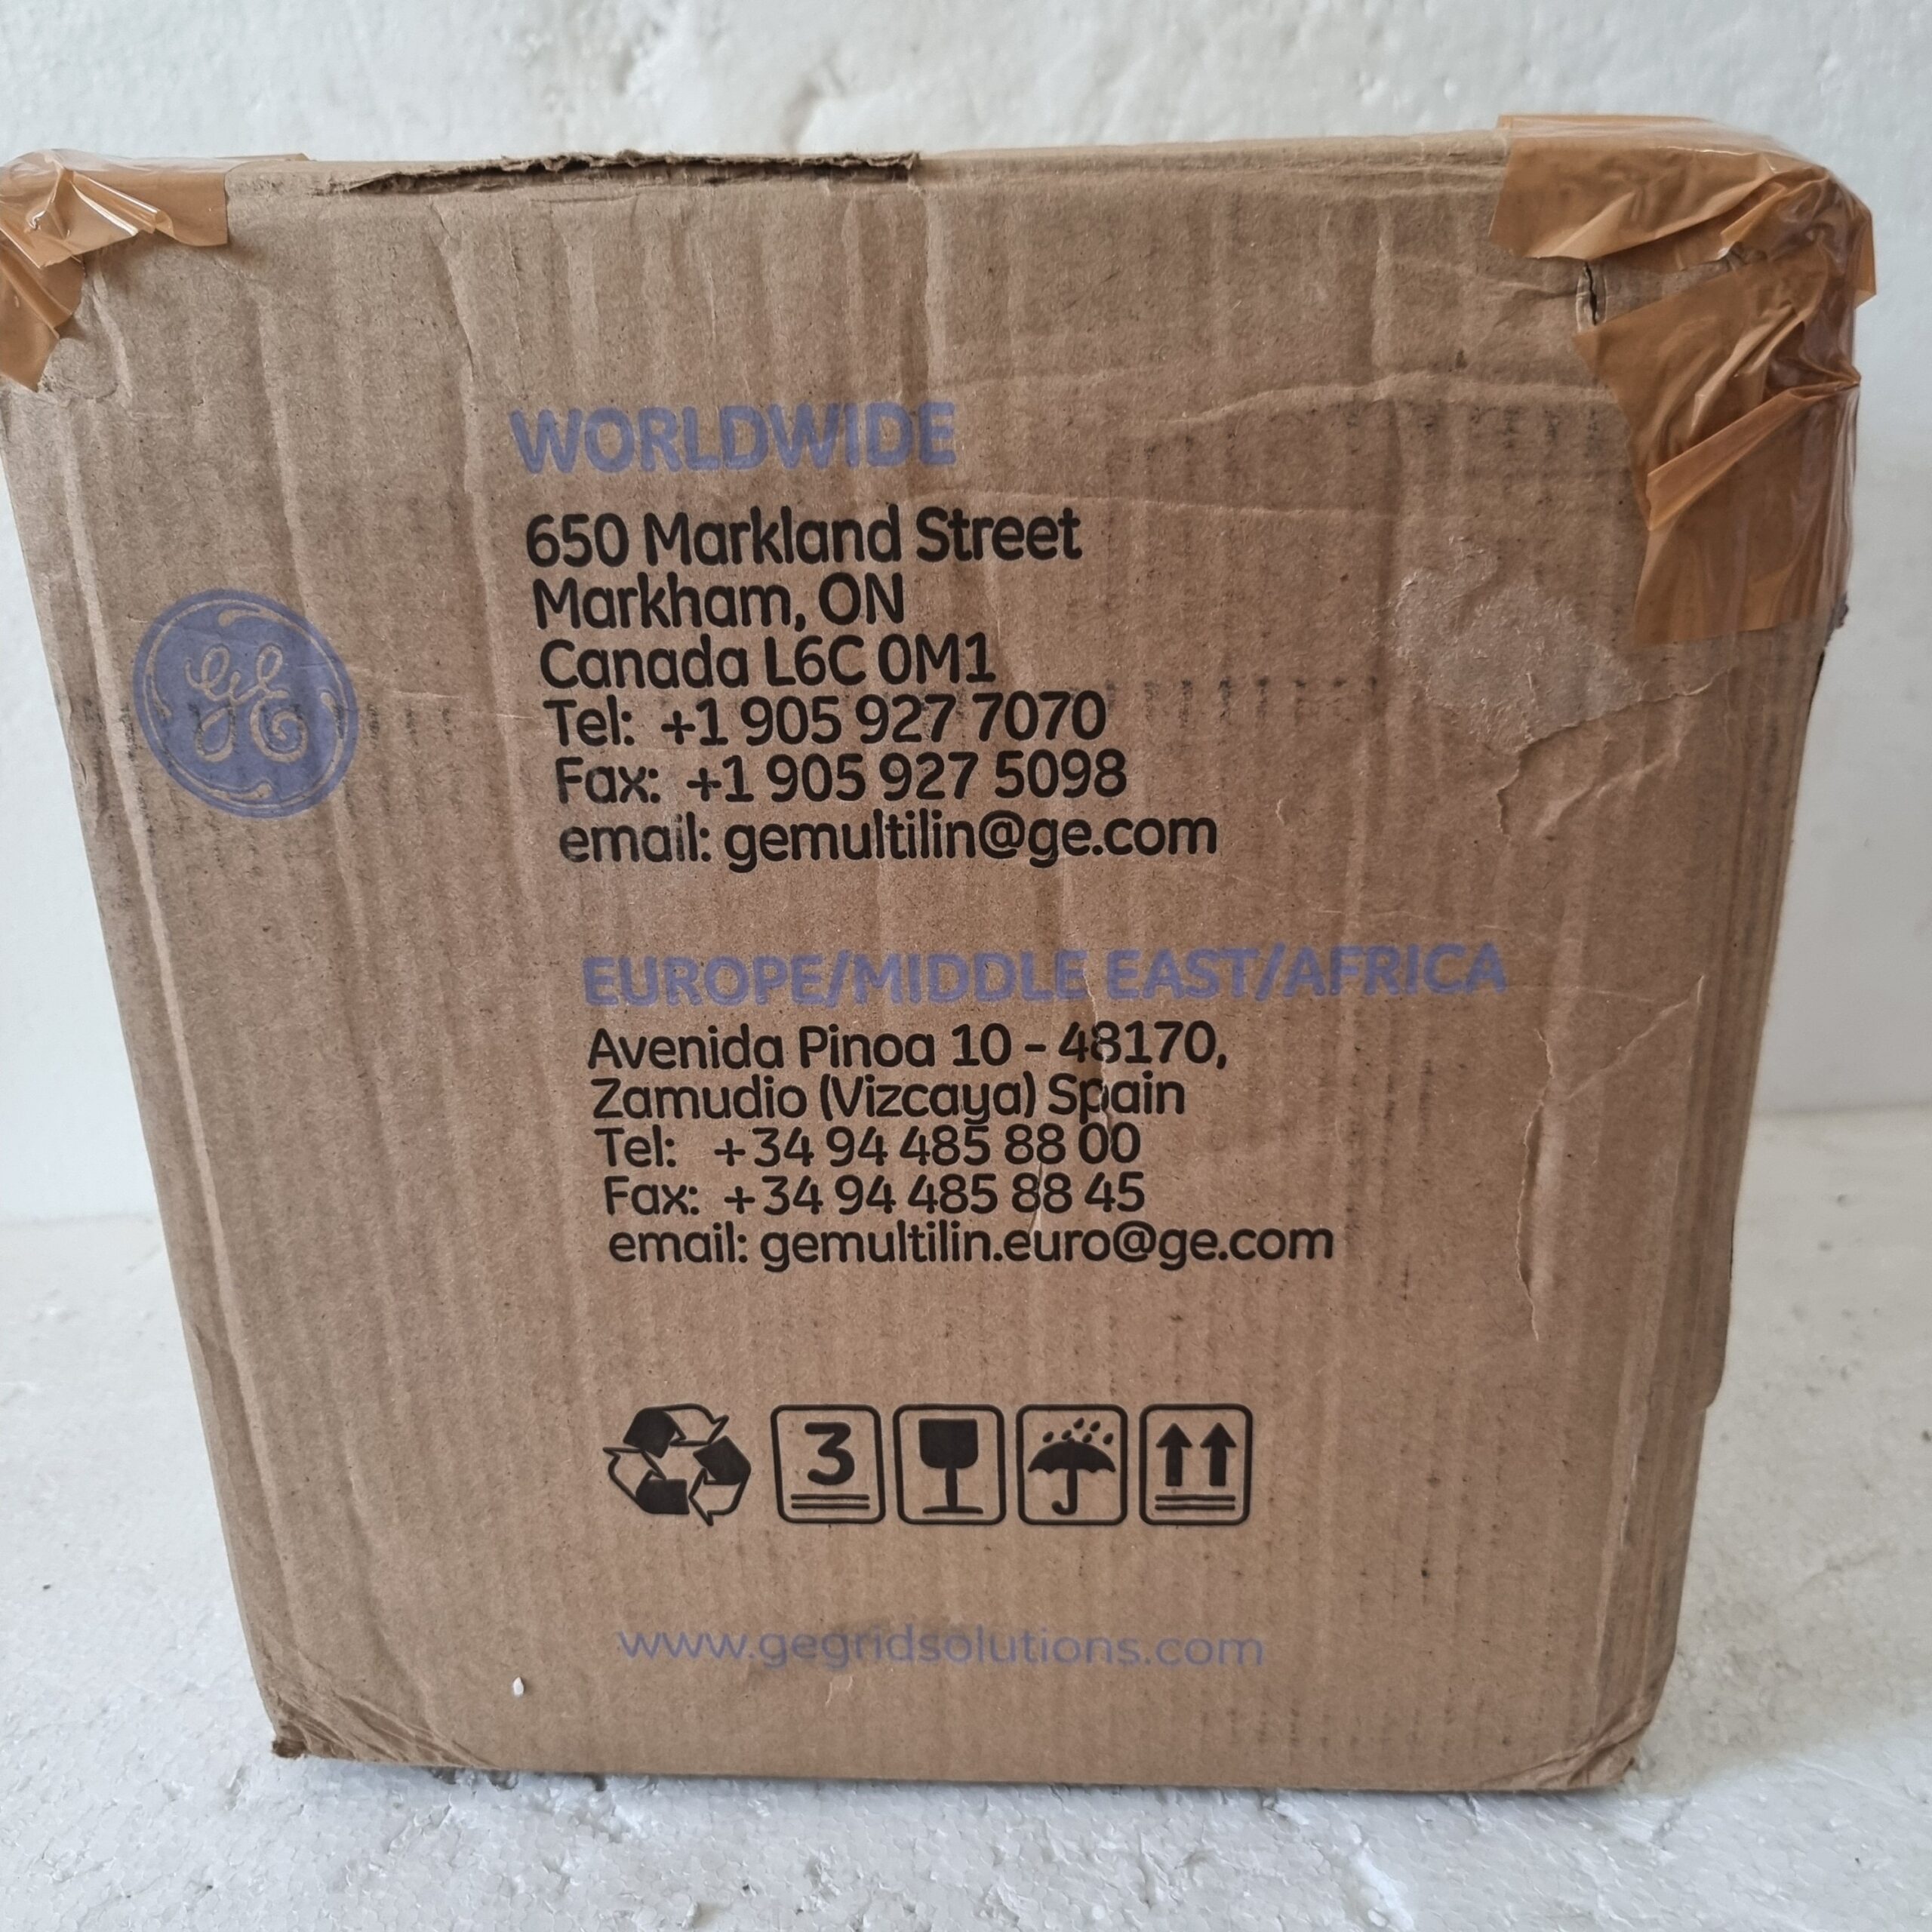 WORLDWIDE
650 Markland Street
Markham, ON
Canada L6C 0M1
Tel: +1 905 927 7070
Fax: +1 905 927 5098
email: gemultilin@ge.com
GE
EUROPE/MIDDLE EAST/AFRICA
Avenida Pinoa 10 - 48170,
Zamudio (Vizcaya) Spain
Tel: +34 94 485 88 00
Fax: +34 94 485 88 45
email: gemultilin.euro@ge.com
3
www.gegridsolutions.com